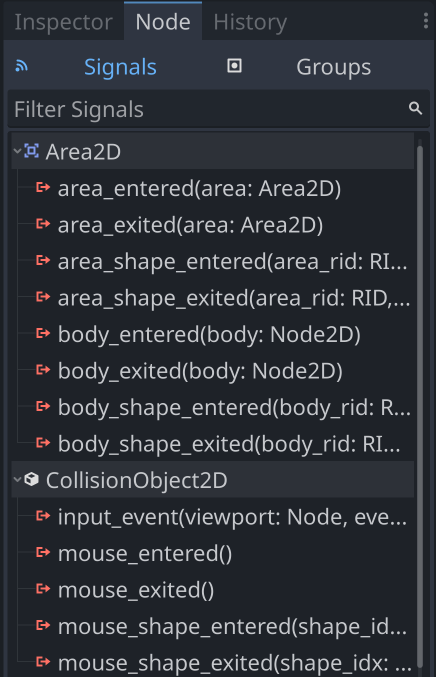 Inspector Node History
Signals Groups
Filter Signals
Area2D
area_entered(area: Area2D)
area_exited(area: Area2D)
area_shape_entered(area_rid: RI...
area_shape_exited(area_rid: RID,...
body_entered(body: Node2D)
body_exited(body: Node2D)
body_shape_entered(body_rid: R...
body_shape_exited(body_rid: RI...
CollisionObject2D
input_event(viewport: Node, eve...
mouse_entered()
mouse_exited()
mouse_shape_entered(shape_id...
mouse_shape_exited(shape_idx: ...